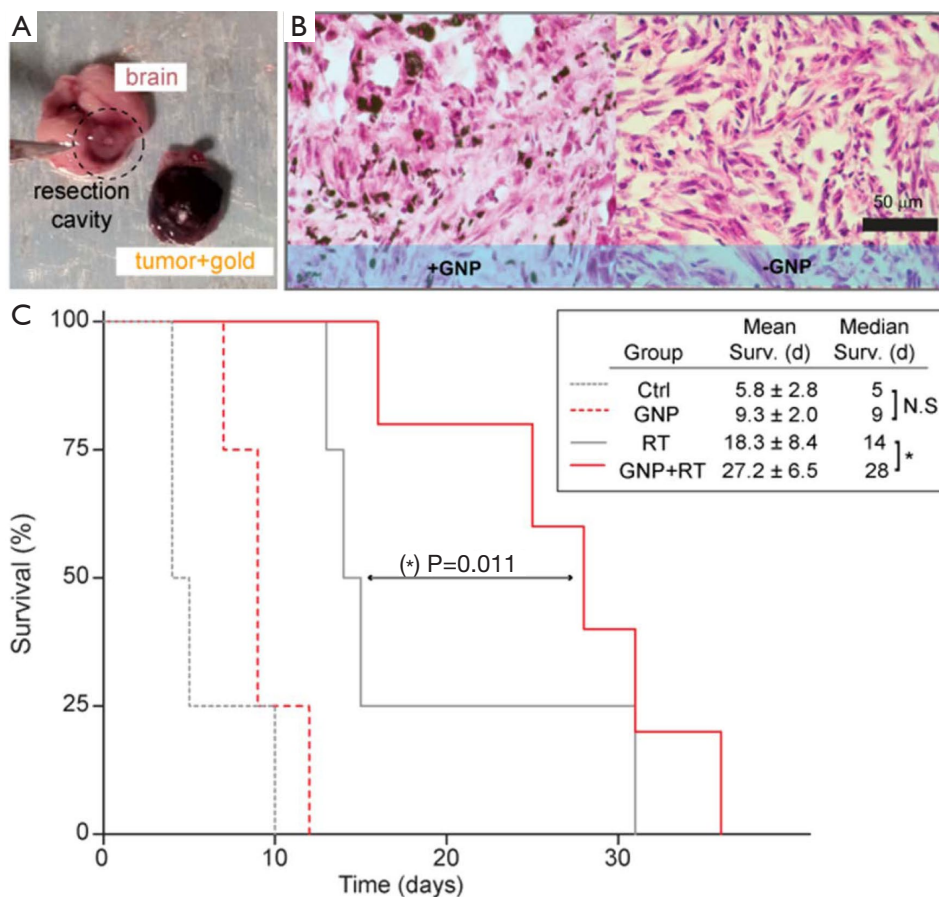 A
brain
resection
cavity
tumor+gold
B
50 μm
+GNP
-GNP
C
Survival (%)
100
75
50
25
0
Group
Mean
Surv. (d)
Median
Surv. (d)
Ctrl 5.8 ± 2.8 5
GNP 9.3 ± 2.0 9
N.S
RT 18.3 ± 8.4 14
GNP+RT 27.2 ± 6.5 28
*
(*) P=0.011
0 10 20 30
Time (days)